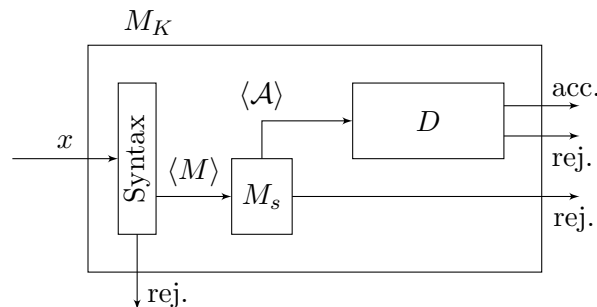 M_K
⟨𝒜⟩
acc.
D
x
Syntax
rej.
⟨M⟩
M_s
rej.
rej.